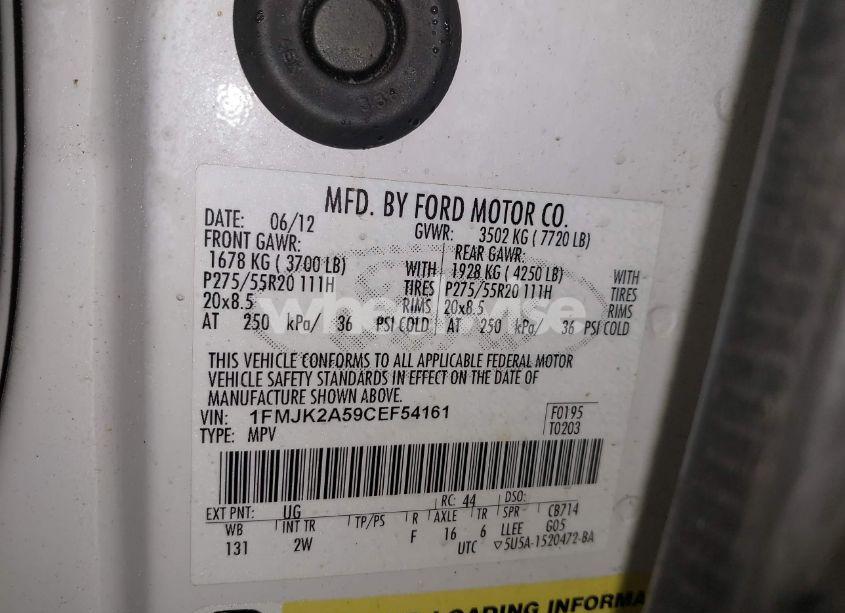 MFD. BY FORD MOTOR CO.
DATE: 06/12 GVWR: 3502 KG ( 7720 LB)
FRONT GAWR: REAR GAWR:
1678 KG ( 3700 LB) WITH 1928 KG ( 4250 LB) WITH
P275/55R20 111H TIRES P275/55R20 111H TIRES
20x8.5 RIMS 20x8.5 RIMS
AT 250 kPa/ 36 PSI COLD AT 250 kPa/ 36 PSI COLD
THIS VEHICLE CONFORMS TO ALL APPLICABLE FEDERAL MOTOR
VEHICLE SAFETY STANDARDS IN EFFECT ON THE DATE OF
MANUFACTURE SHOWN ABOVE.
VIN: 1FMJK2A59CEF54161 F0195
TYPE: MPV T0203
EXT PNT: UG RC: 44 DSO:
WB INT TR TP/PS R AXLE TR SPR CB714
131 2W F 16 6 LLEE G05
UTC ▽5U5A-1520472-BA
LOADING INFORMA